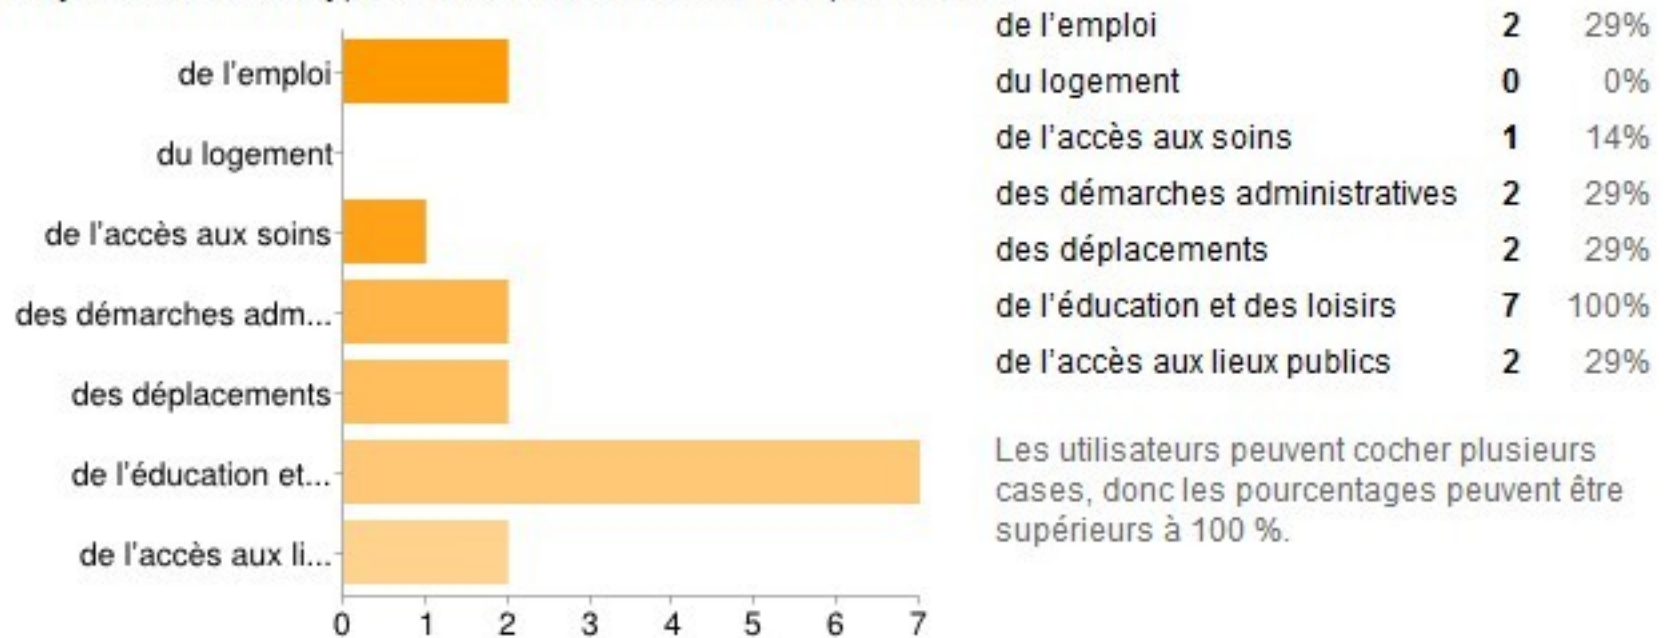 de l'emploi
du logement
de l'accès aux soins
des démarches adm...
des déplacements
de l'éducation et...
de l'accès aux li...
0 1 2 3 4 5 6 7
de l'emploi 2 29%
du logement 0 0%
de l'accès aux soins 1 14%
des démarches administratives 2 29%
des déplacements 2 29%
de l'éducation et des loisirs 7 100%
de l'accès aux lieux publics 2 29%
Les utilisateurs peuvent cocher plusieurs
cases, donc les pourcentages peuvent être
supérieurs à 100 %.